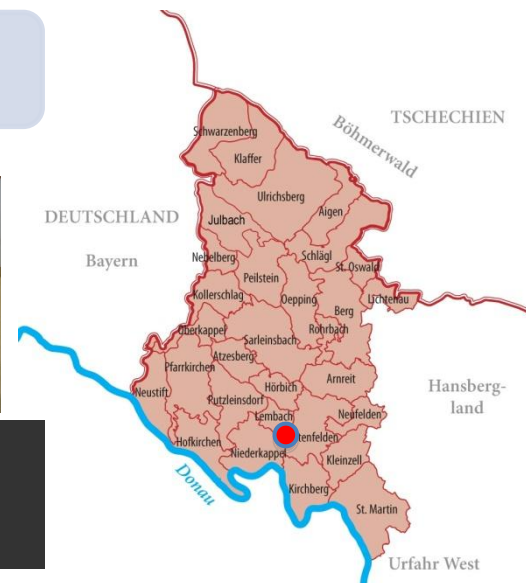 TSCHECHIEN
Böhmerwald
Schwarzenberg
Klaffer
Ulrichsberg
Aigen
DEUTSCHLAND
Julbach
Bayern
Nebelberg
Schlägl
St. Oswald
Peilstein
Kollerschlag
Oepping
Lichtenau
Berg
Oberkappel
Rohrbach
Sarleinsbach
Atzesberg
Pfarrkirchen
Arnreit
Hörbich
Hansberg-
land
Neustift
Putzleinsdorf
Lembach
Neufelden
tenfelden
Hofkirchen
Niederkappel
Kleinzell
Donau
Kirchberg
St. Martin
Urfahr West